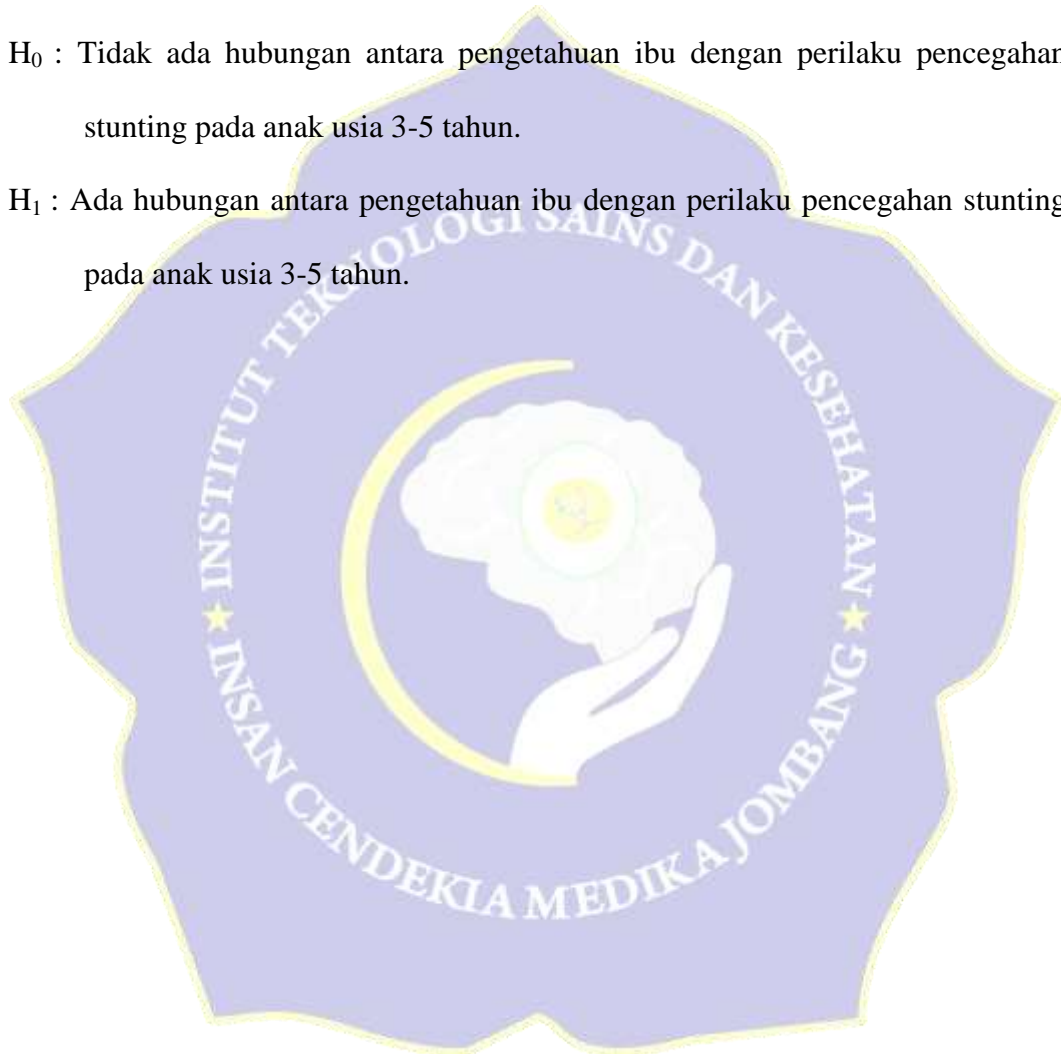 H₀ : Tidak ada hubungan antara pengetahuan ibu dengan perilaku pencegahan
stunting pada anak usia 3-5 tahun.
H₁ : Ada hubungan antara pengetahuan ibu dengan perilaku pencegahan stunting
pada anak usia 3-5 tahun.
INSTITUT TEKNOLOGI SAINS DAN KESEHATAN
INSAN CENDEKIA MEDIKA JOMBANG